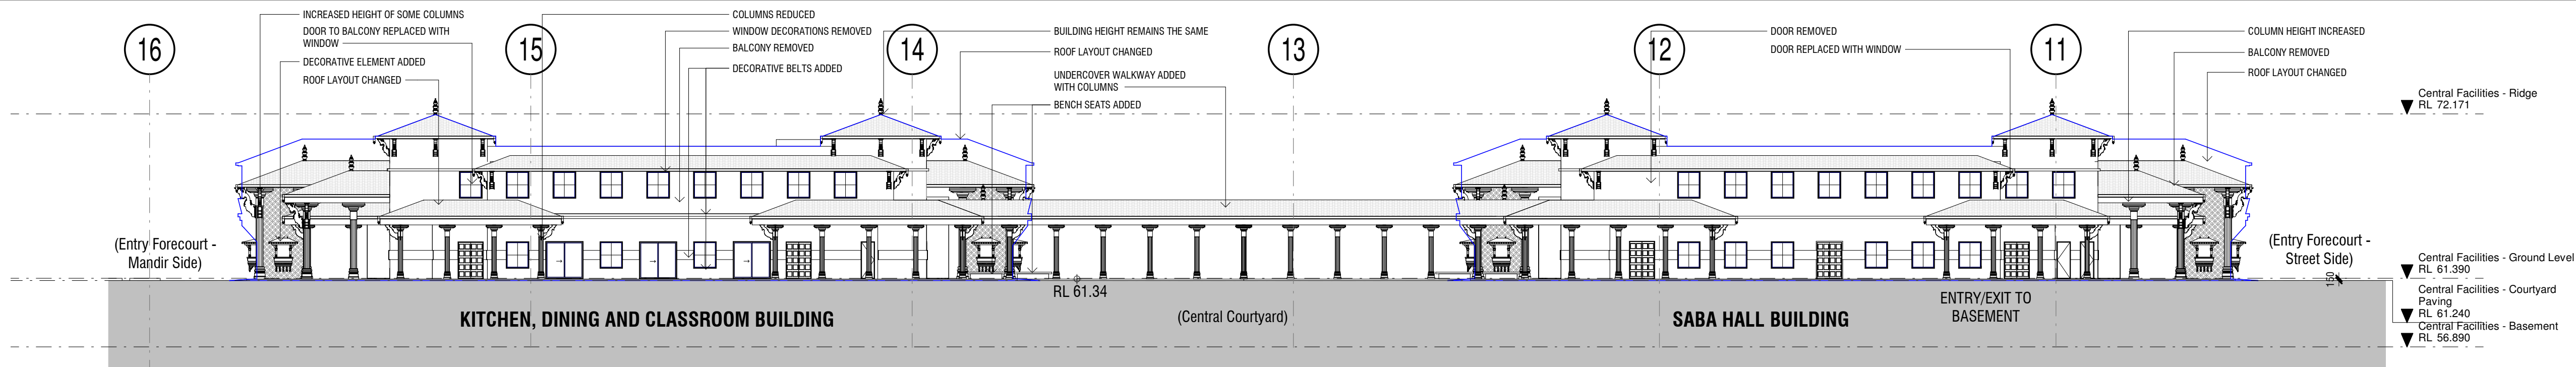 INCREASED HEIGHT OF SOME COLUMNS
DOOR TO BALCONY REPLACED WITH
WINDOW
DECORATIVE ELEMENT ADDED
ROOF LAYOUT CHANGED
COLUMNS REDUCED
WINDOW DECORATIONS REMOVED
BALCONY REMOVED
DECORATIVE BELTS ADDED
BUILDING HEIGHT REMAINS THE SAME
ROOF LAYOUT CHANGED
UNDERCOVER WALKWAY ADDED
WITH COLUMNS
BENCH SEATS ADDED
DOOR REMOVED
DOOR REPLACED WITH WINDOW
COLUMN HEIGHT INCREASED
BALCONY REMOVED
ROOF LAYOUT CHANGED
16
15
14
13
12
11
Central Facilities - Ridge
RL 72.171
(Entry Forecourt -
Mandir Side)
(Entry Forecourt -
Street Side)
Central Facilities - Ground Level
RL 61.390
150
RL 61.34
Central Facilities - Courtyard
Paving
RL 61.240
KITCHEN, DINING AND CLASSROOM BUILDING
(Central Courtyard)
SABA HALL BUILDING
ENTRY/EXIT TO
BASEMENT
Central Facilities - Basement
RL 56.890